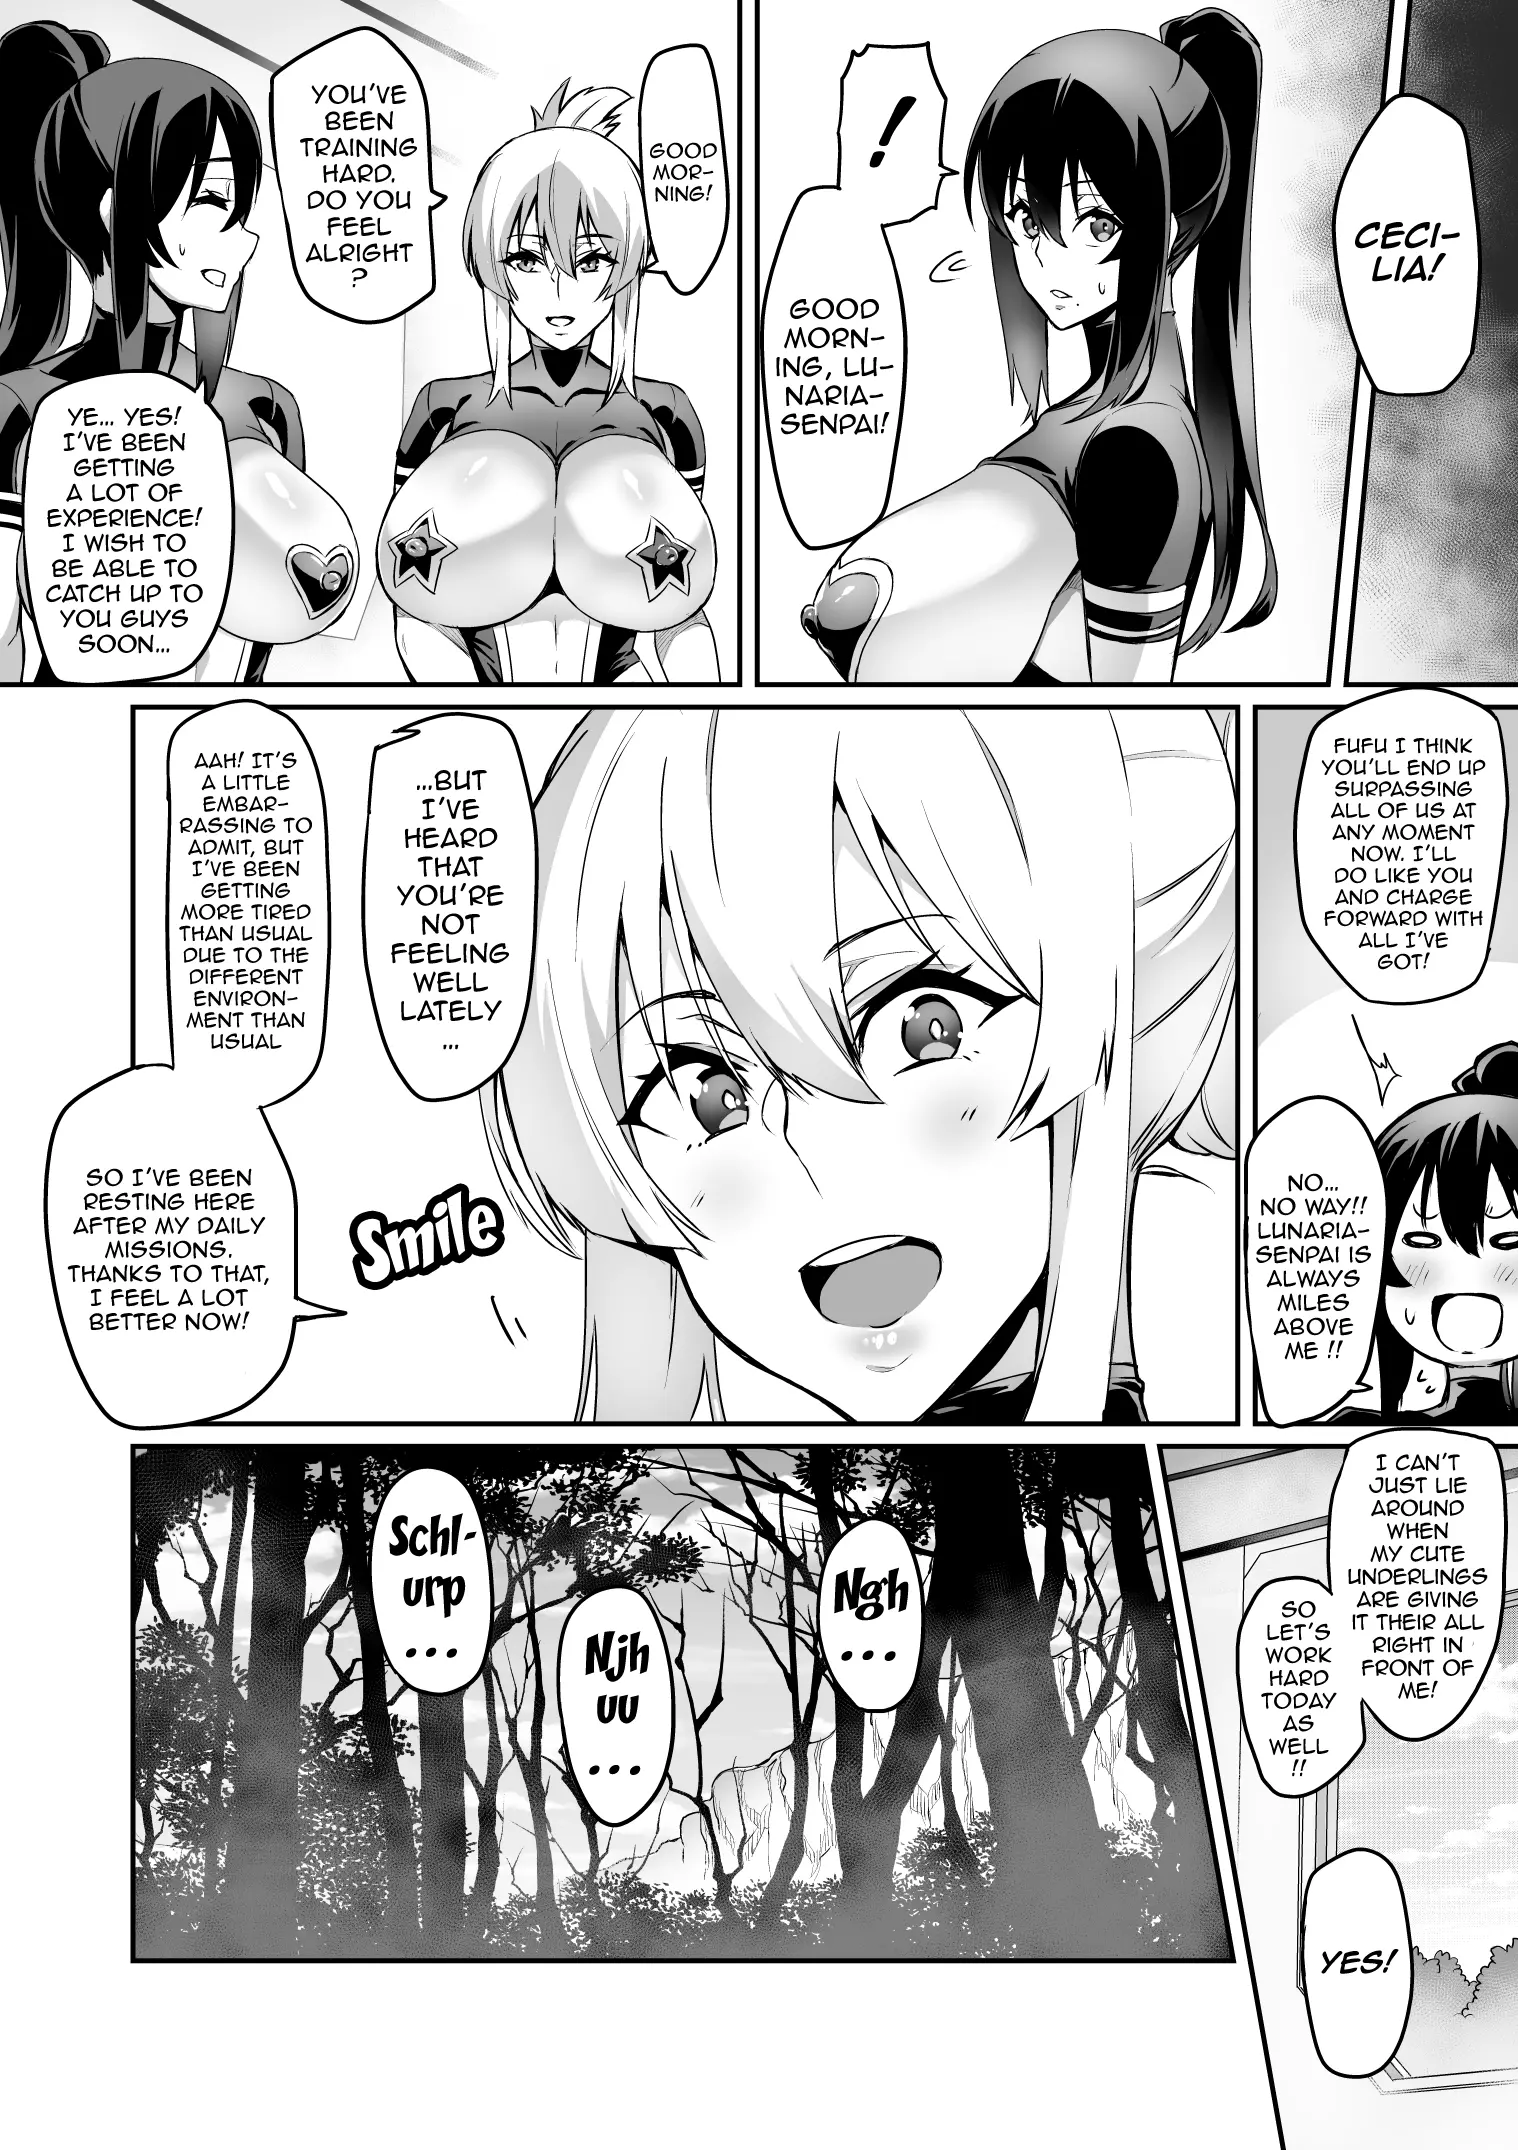 CECI-
LIA!
!
GOOD
MORN-
ING, LU-
NARIA-
SENPAI!
GOOD
MOR-
NING!
YOU'VE
BEEN
TRAINING
HARD.
DO YOU
FEEL
ALRIGHT
?
YE... YES!
I'VE BEEN
GETTING
A LOT OF
EXPERIENCE!
I WISH TO
BE ABLE TO
CATCH UP TO
YOU GUYS
SOON...
FUFU I THINK
YOU'LL END UP
SURPASSING
ALL OF US AT
ANY MOMENT
NOW. I'LL
DO LIKE YOU
AND CHARGE
FORWARD WITH
ALL I'VE
GOT!
NO...
NO WAY!!
LUNARIA-
SENPAI IS
ALWAYS
MILES
ABOVE
ME !!
...BUT
I'VE
HEARD
THAT
YOU'RE
NOT
FEELING
WELL
LATELY
...
AAH! IT'S
A LITTLE
EMBAR-
RASSING TO
ADMIT, BUT
I'VE BEEN
GETTING
MORE TIRED
THAN USUAL
DUE TO THE
DIFFERENT
ENVIRON-
MENT THAN
USUAL
SO I'VE BEEN
RESTING HERE
AFTER MY DAILY
MISSIONS.
THANKS TO THAT,
I FEEL A LOT
BETTER NOW!
Smile
I CAN'T
JUST LIE
AROUND
WHEN
MY CUTE
UNDERLINGS
ARE GIVING
IT THEIR ALL
RIGHT IN
FRONT OF
ME!
SO
LET'S
WORK
HARD
TODAY
AS
WELL
!!
YES!
Ngh
...
Njh
uu
...
Schl-
urp
...